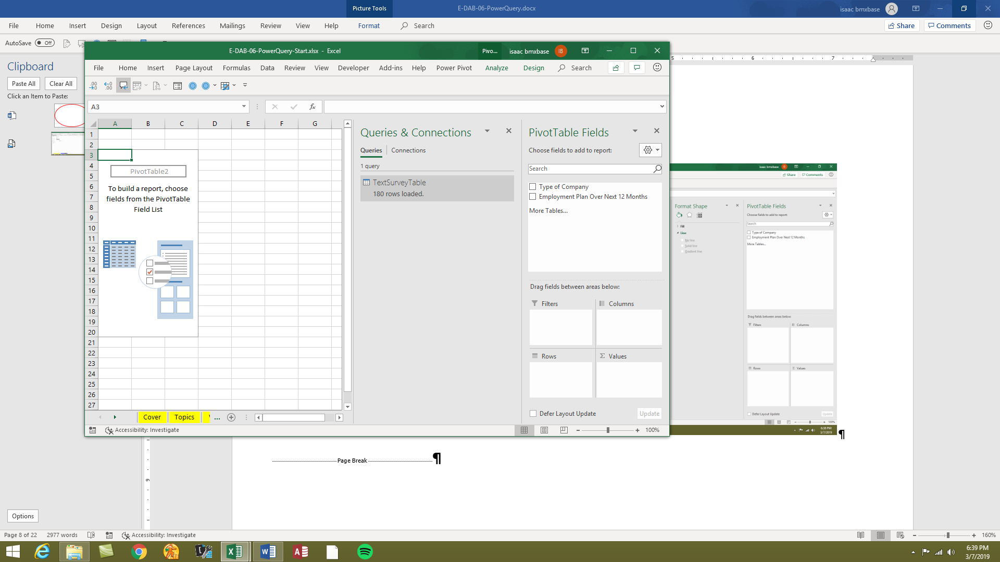 Picture Tools
E-DAB-06-PowerQuery.docx
isaac bmxbase
File Home Insert Design Layout References Mailings Review View Help Format Search
Share Comments
AutoSave Off
Clipboard
Paste All Clear All
Click an Item to Paste:
E-DAB-06-PowerQuery-Start.xlsx - Excel
Pivo... isaac bmxbase IB
File Home Insert Page Layout Formulas Data Review View Developer Add-ins Help Power Pivot Analyze Design Search
A3
fx
A B C D E F G
1
2
3
4
5
6
7
8
9
10
11
12
13
14
15
16
17
18
19
20
21
22
23
24
25
26
27
PivotTable2
To build a report, choose
fields from the PivotTable
Field List
Queries & Connections
Queries Connections
1 query
TextSurveyTable
180 rows loaded.
PivotTable Fields
Choose fields to add to report:
Search
Type of Company
Employment Plan Over Next 12 Months
More Tables...
Drag fields between areas below:
Filters Columns
Rows Values
Defer Layout Update Update
Cover Topics ...
Accessibility: Investigate
100%
5 6 7
isaac bmxbase
Share Comments
Format Shape
Fill
Line
No line
Solid line
Gradient line
PivotTable Fields
Choose fields to add to report:
Search
Type of Company
Employment Plan Over Next 12 Months
More Tables...
Drag fields between areas below:
Filters Columns
Rows Values
Defer Layout Update Update
100%
6:38 PM
3/7/2019
¶
Page Break ¶
9
Options
Page 8 of 22 2977 words Accessibility: Investigate
160%
6:39 PM
3/7/2019